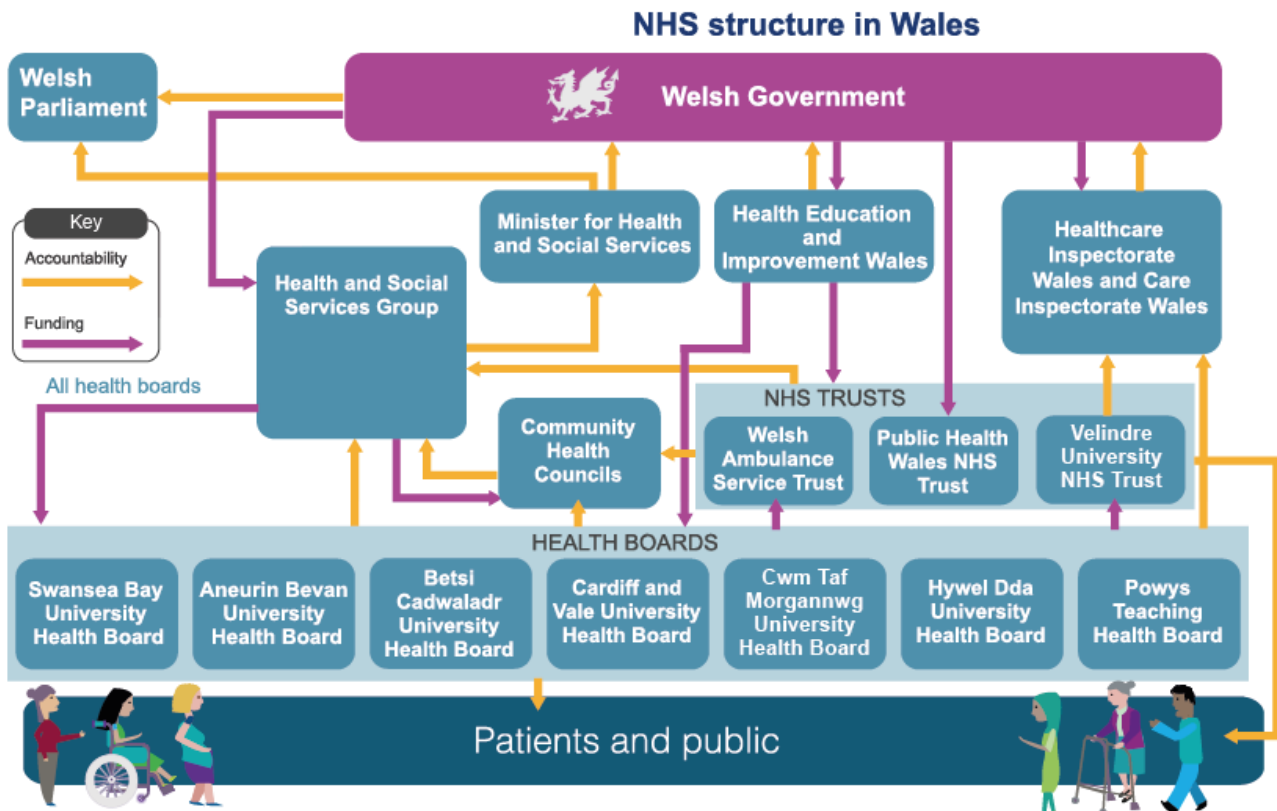 NHS structure in Wales
Welsh
Parliament
Welsh Government
Key
Accountability
Funding
Minister for Health
and Social Services
Health Education
and
Improvement Wales
Healthcare
Inspectorate
Wales and Care
Inspectorate Wales
Health and Social
Services Group
All health boards
Community
Health
Councils
NHS TRUSTS
Welsh
Ambulance
Service Trust
Public Health
Wales NHS
Trust
Velindre
University
NHS Trust
HEALTH BOARDS
Swansea Bay
University
Health Board
Aneurin Bevan
University
Health Board
Betsi
Cadwaladr
University
Health Board
Cardiff and
Vale University
Health Board
Cwm Taf
Morgannwg
University
Health Board
Hywel Dda
University
Health Board
Powys
Teaching
Health Board
Patients and public